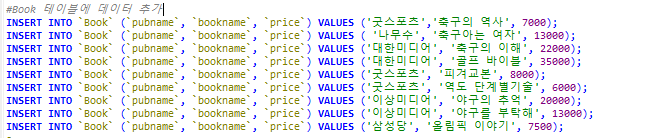 #Book 테이블에 데이터 추가
INSERT INTO `Book` (`pubname`, `bookname`, `price`) VALUES ('굿스포츠','축구의 역사', 7000);
INSERT INTO `Book` (`pubname`, `bookname`, `price`) VALUES ( '나무수', '축구아는 여자', 13000);
INSERT INTO `Book` (`pubname`, `bookname`, `price`) VALUES ('대한미디어', '축구의 이해', 22000);
INSERT INTO `Book` (`pubname`, `bookname`, `price`) VALUES ('대한미디어', '골프 바이블', 35000);
INSERT INTO `Book` (`pubname`, `bookname`, `price`) VALUES ('굿스포츠', '피겨교본', 8000);
INSERT INTO `Book` (`pubname`, `bookname`, `price`) VALUES ('굿스포츠', '역도 단계별기술', 6000);
INSERT INTO `Book` (`pubname`, `bookname`, `price`) VALUES ('이상미디어', '야구의 추억', 20000);
INSERT INTO `Book` (`pubname`, `bookname`, `price`) VALUES ('이상미디어', '야구를 부탁해', 13000);
INSERT INTO `Book` (`pubname`, `bookname`, `price`) VALUES ('삼성당', '올림픽 이야기', 7500);